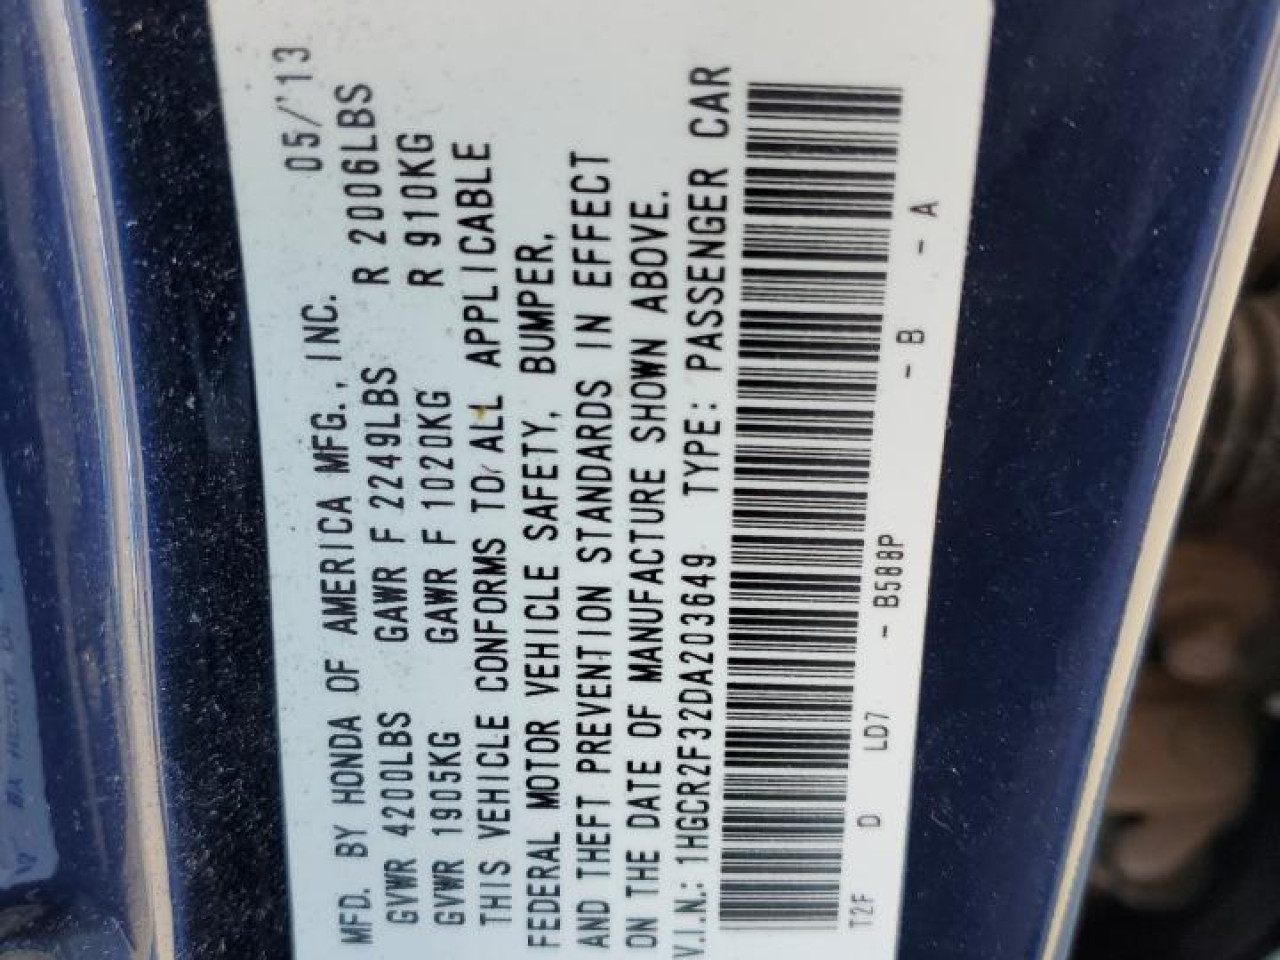 MFD. BY HONDA OF AMERICA MFG., INC. 05/'13
GVWR 4200LBS GAWR F 2249LBS R 2006LBS
GVWR 1905KG GAWR F 1020KG R 910KG
THIS VEHICLE CONFORMS TO ALL APPLICABLE
FEDERAL MOTOR VEHICLE SAFETY, BUMPER,
AND THEFT PREVENTION STANDARDS IN EFFECT
ON THE DATE OF MANUFACTURE SHOWN ABOVE.
V.I.N.: 1HGCR2F32DA203649 TYPE: PASSENGER CAR
T2F D LD7 - B588P - B - A